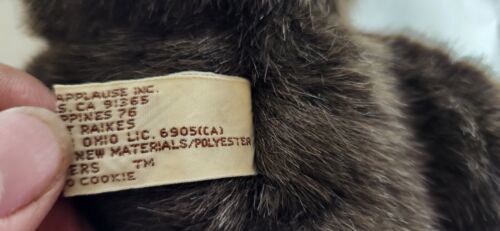 APPLAUSE INC.
S, CA 91365
PPINES 76
T RAIKES
OHIO LIC. 6905(CA)
NEW MATERIALS/POLYESTER
ERS ™
O COOKIE